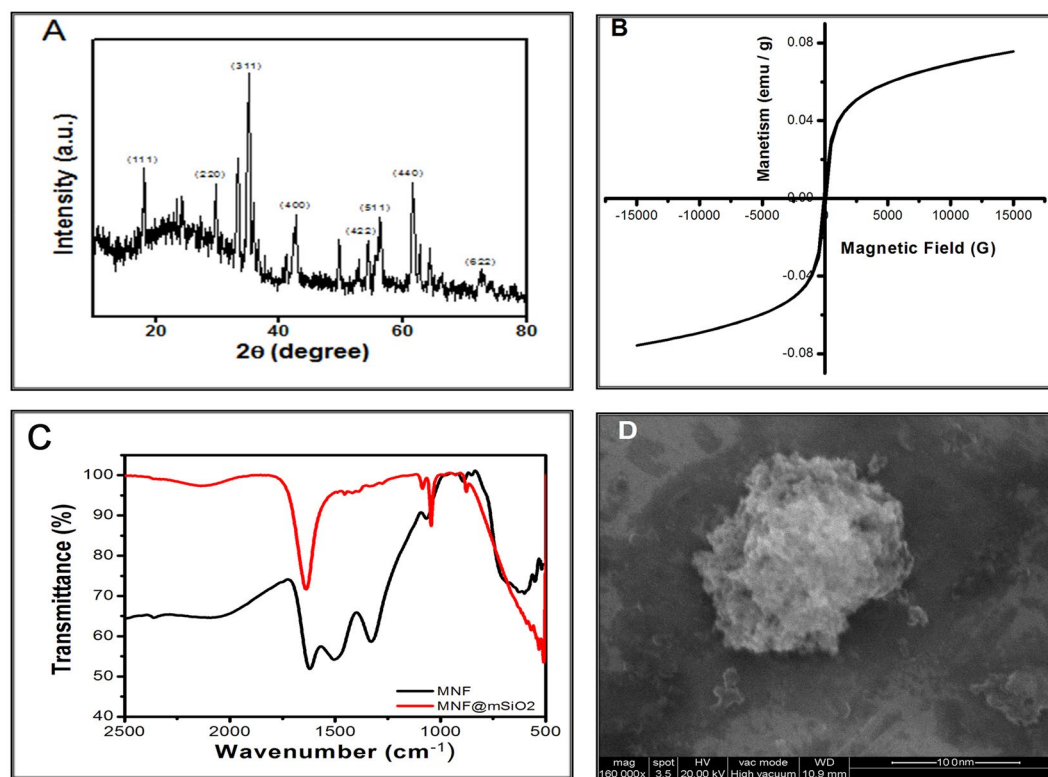 A
Intensity (a.u.)
(111)
(220)
(311)
(400)
(422)
(511)
(440)
(622)
20
40
60
80
2θ (degree)
B
Manetism (emu / g)
0.08
0.04
0.00
-0.04
-0.08
-15000
-10000
-5000
0
5000
10000
15000
Magnetic Field (G)
C
Transmittance (%)
100
90
80
70
60
50
40
MNF
MNF@mSiO2
2500
2000
1500
1000
500
Wavenumber (cm⁻¹)
D
mag spot HV vac mode WD
160 000x 3.5 20.00 kV High vacuum 10.9 mm
100nm